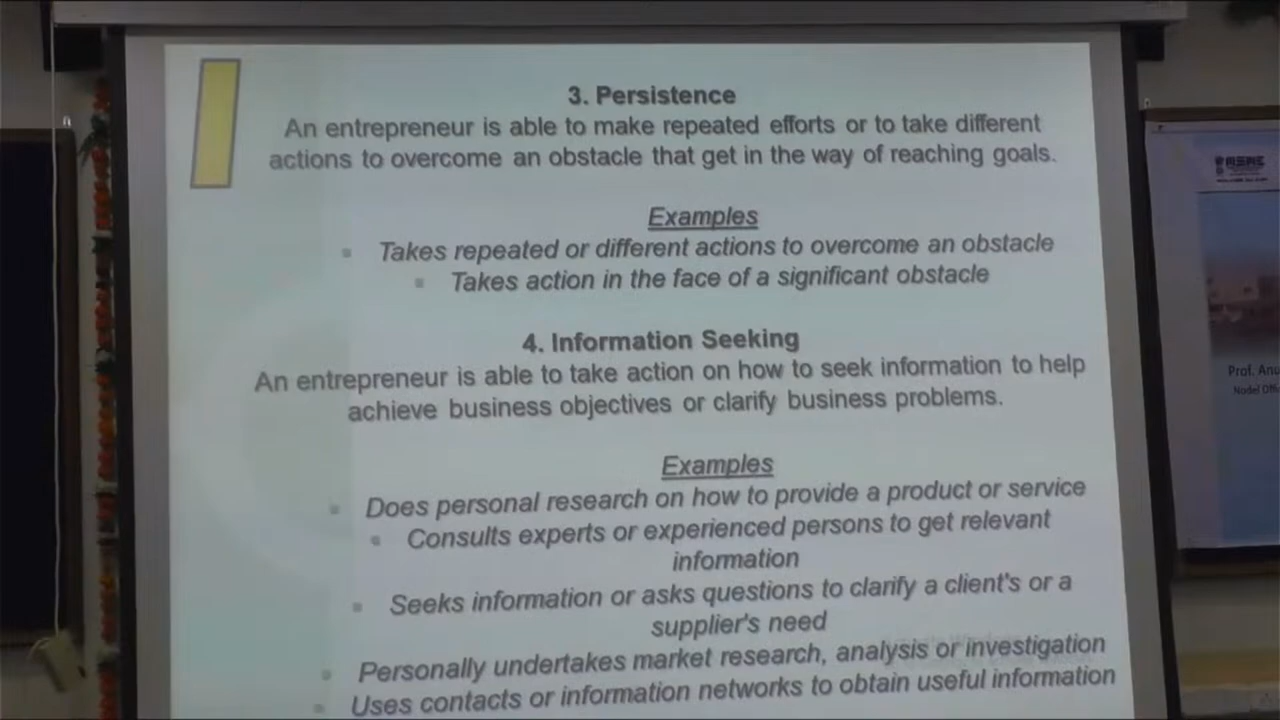 3. Persistence
An entrepreneur is able to make repeated efforts or to take different
actions to overcome an obstacle that get in the way of reaching goals.
Examples
Takes repeated or different actions to overcome an obstacle
Takes action in the face of a significant obstacle
4. Information Seeking
An entrepreneur is able to take action on how to seek information to help
achieve business objectives or clarify business problems.
Examples
Does personal research on how to provide a product or service
Consults experts or experienced persons to get relevant
information
Seeks information or asks questions to clarify a client's or a
supplier's need
Personally undertakes market research, analysis or investigation
Uses contacts or information networks to obtain useful information
Prof.